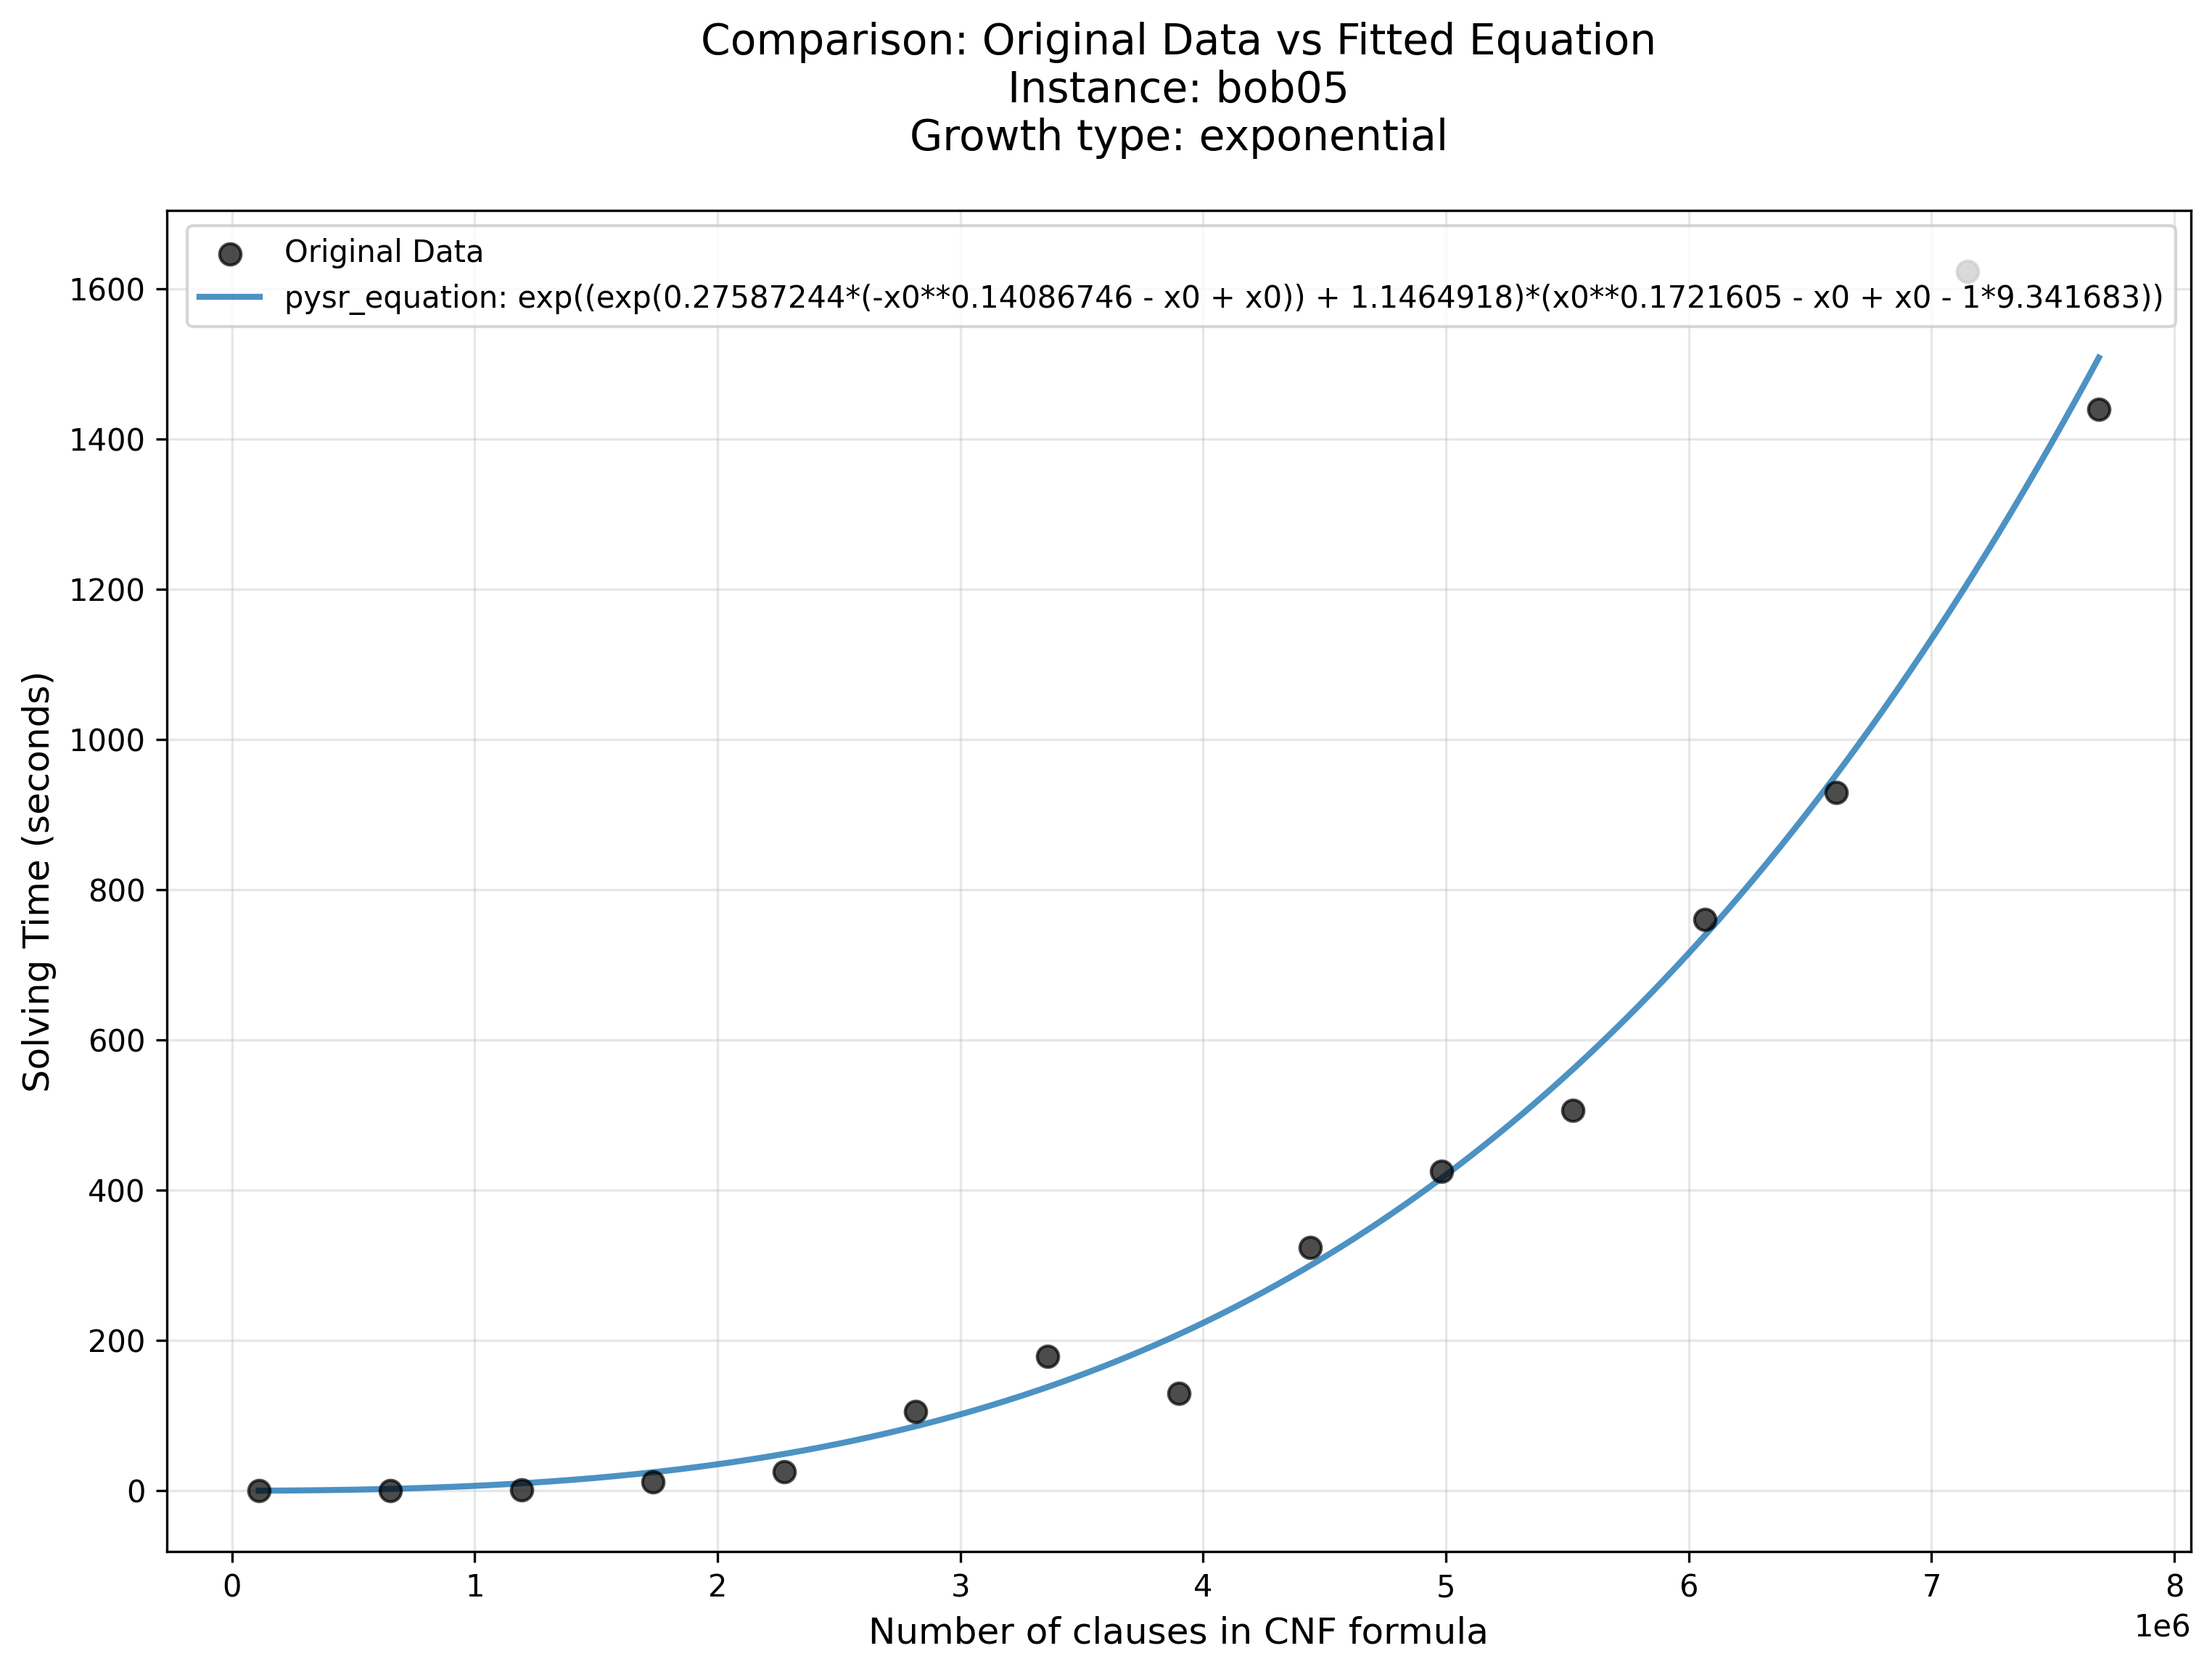 Comparison: Original Data vs Fitted Equation
Instance: bob05
Growth type: exponential
Original Data
pysr_equation: exp((exp(0.27587244*(-x0**0.14086746 - x0 + x0)) + 1.1464918)*(x0**0.1721605 - x0 + x0 - 1*9.341683))
1600
1400
1200
1000
800
600
400
200
0
Solving Time (seconds)
0 1 2 3 4 5 6 7 8
1e6
Number of clauses in CNF formula